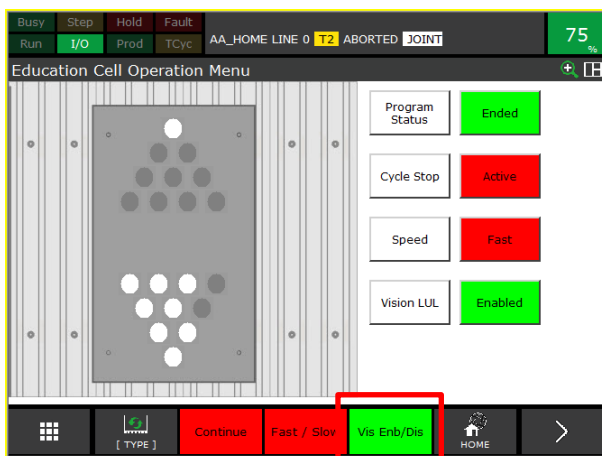 Busy Step Hold Fault
Run I/O Prod TCyc
AA_HOME LINE 0 T2 ABORTED JOINT
75
%
Education Cell Operation Menu
Program
Status
Ended
Cycle Stop
Active
Speed
Fast
Vision LUL
Enabled
[ TYPE ]
Continue
Fast / Slow
Vis Enb/Dis
HOME